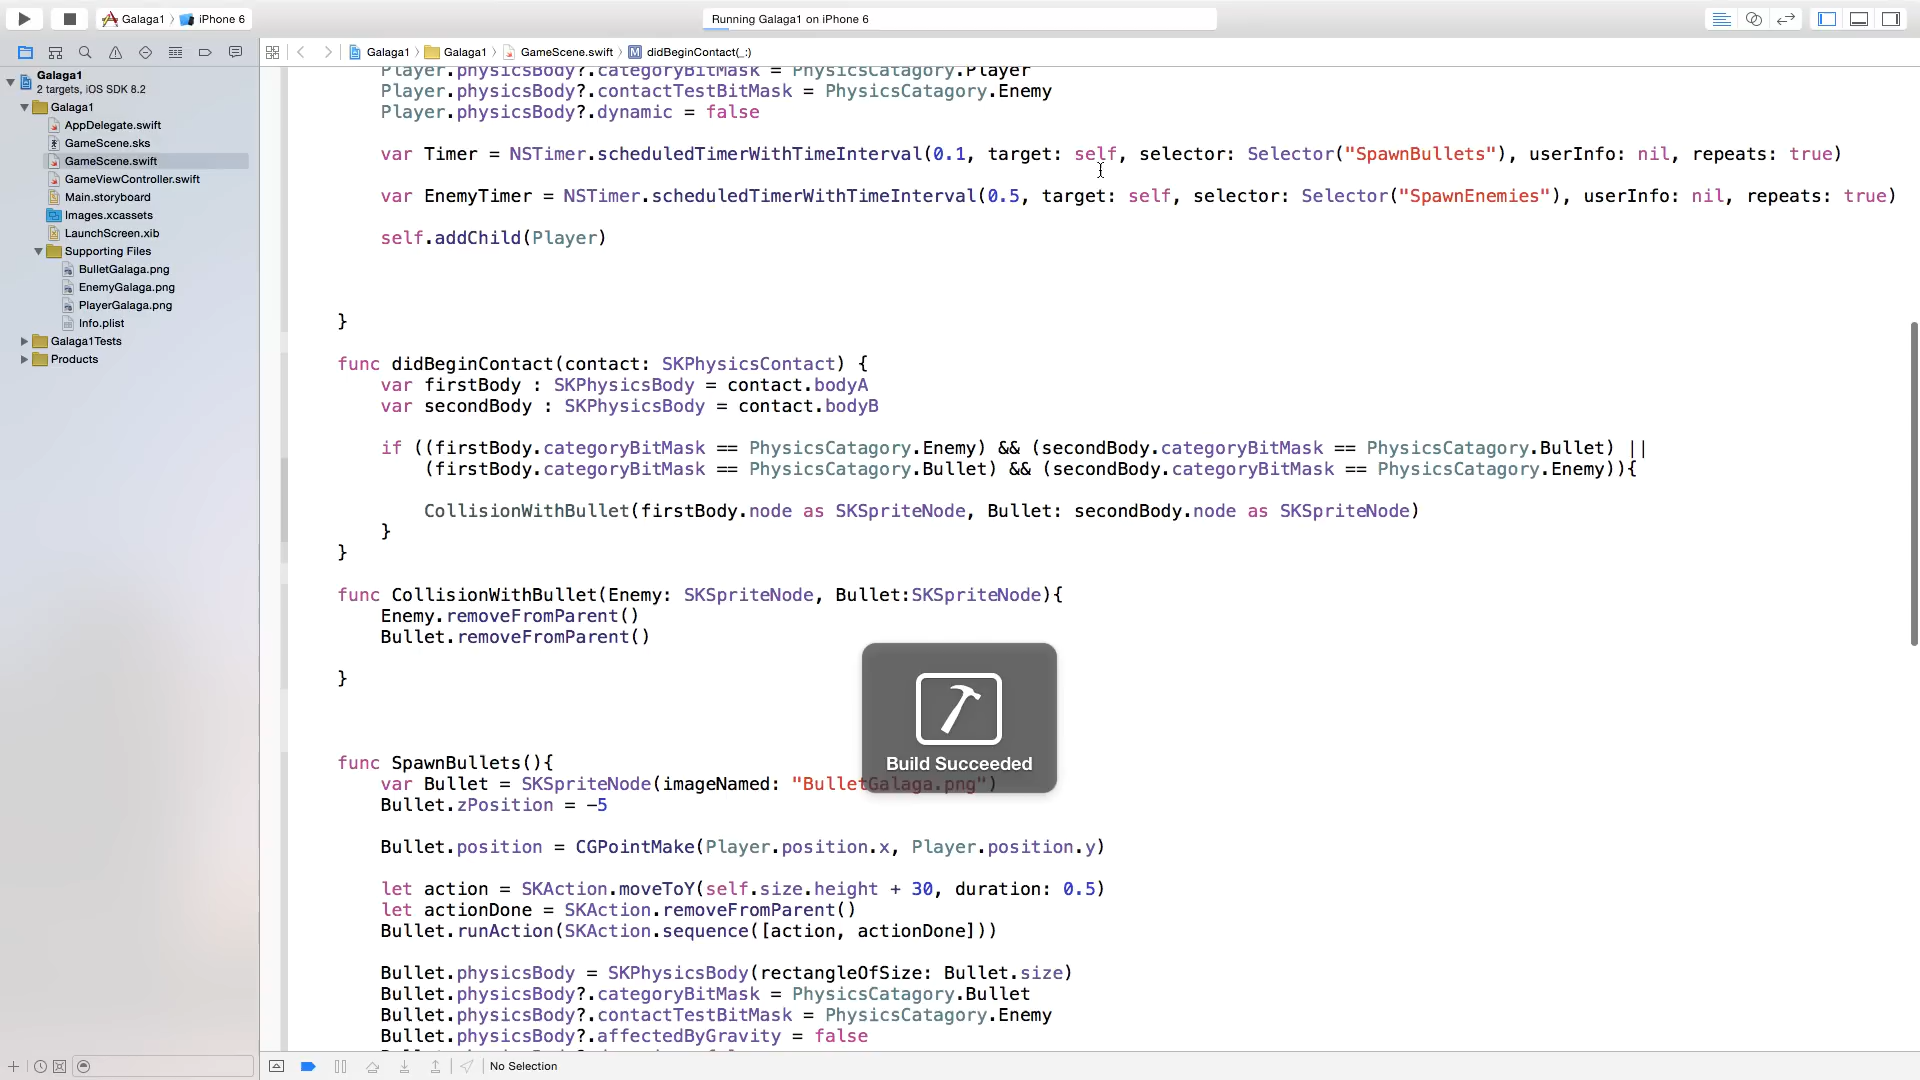 Galaga1 〉 iPhone 6
Running Galaga1 on iPhone 6
Galaga1 〉 Galaga1 〉 GameScene.swift 〉 M didBeginContact(_:)
Galaga1
2 targets, iOS SDK 8.2
Galaga1
AppDelegate.swift
GameScene.sks
GameScene.swift
GameViewController.swift
Main.storyboard
Images.xcassets
LaunchScreen.xib
Supporting Files
BulletGalaga.png
EnemyGalaga.png
PlayerGalaga.png
Info.plist
Galaga1Tests
Products
Player.physicsBody?.categoryBitMask = PhysicsCatagory.Player
Player.physicsBody?.contactTestBitMask = PhysicsCatagory.Enemy
Player.physicsBody?.dynamic = false
var Timer = NSTimer.scheduledTimerWithTimeInterval(0.1, target: self, selector: Selector("SpawnBullets"), userInfo: nil, repeats: true)
var EnemyTimer = NSTimer.scheduledTimerWithTimeInterval(0.5, target: self, selector: Selector("SpawnEnemies"), userInfo: nil, repeats: true)
self.addChild(Player)
}
func didBeginContact(contact: SKPhysicsContact) {
var firstBody : SKPhysicsBody = contact.bodyA
var secondBody : SKPhysicsBody = contact.bodyB
if ((firstBody.categoryBitMask == PhysicsCatagory.Enemy) && (secondBody.categoryBitMask == PhysicsCatagory.Bullet) ||
(firstBody.categoryBitMask == PhysicsCatagory.Bullet) && (secondBody.categoryBitMask == PhysicsCatagory.Enemy)){
CollisionWithBullet(firstBody.node as SKSpriteNode, Bullet: secondBody.node as SKSpriteNode)
}
}
func CollisionWithBullet(Enemy: SKSpriteNode, Bullet:SKSpriteNode){
Enemy.removeFromParent()
Bullet.removeFromParent()
}
Build Succeeded
func SpawnBullets(){
var Bullet = SKSpriteNode(imageNamed: "BulletGalaga.png")
Bullet.zPosition = -5
Bullet.position = CGPointMake(Player.position.x, Player.position.y)
let action = SKAction.moveToY(self.size.height + 30, duration: 0.5)
let actionDone = SKAction.removeFromParent()
Bullet.runAction(SKAction.sequence([action, actionDone]))
Bullet.physicsBody = SKPhysicsBody(rectangleOfSize: Bullet.size)
Bullet.physicsBody?.categoryBitMask = PhysicsCatagory.Bullet
Bullet.physicsBody?.contactTestBitMask = PhysicsCatagory.Enemy
Bullet.physicsBody?.affectedByGravity = false
No Selection